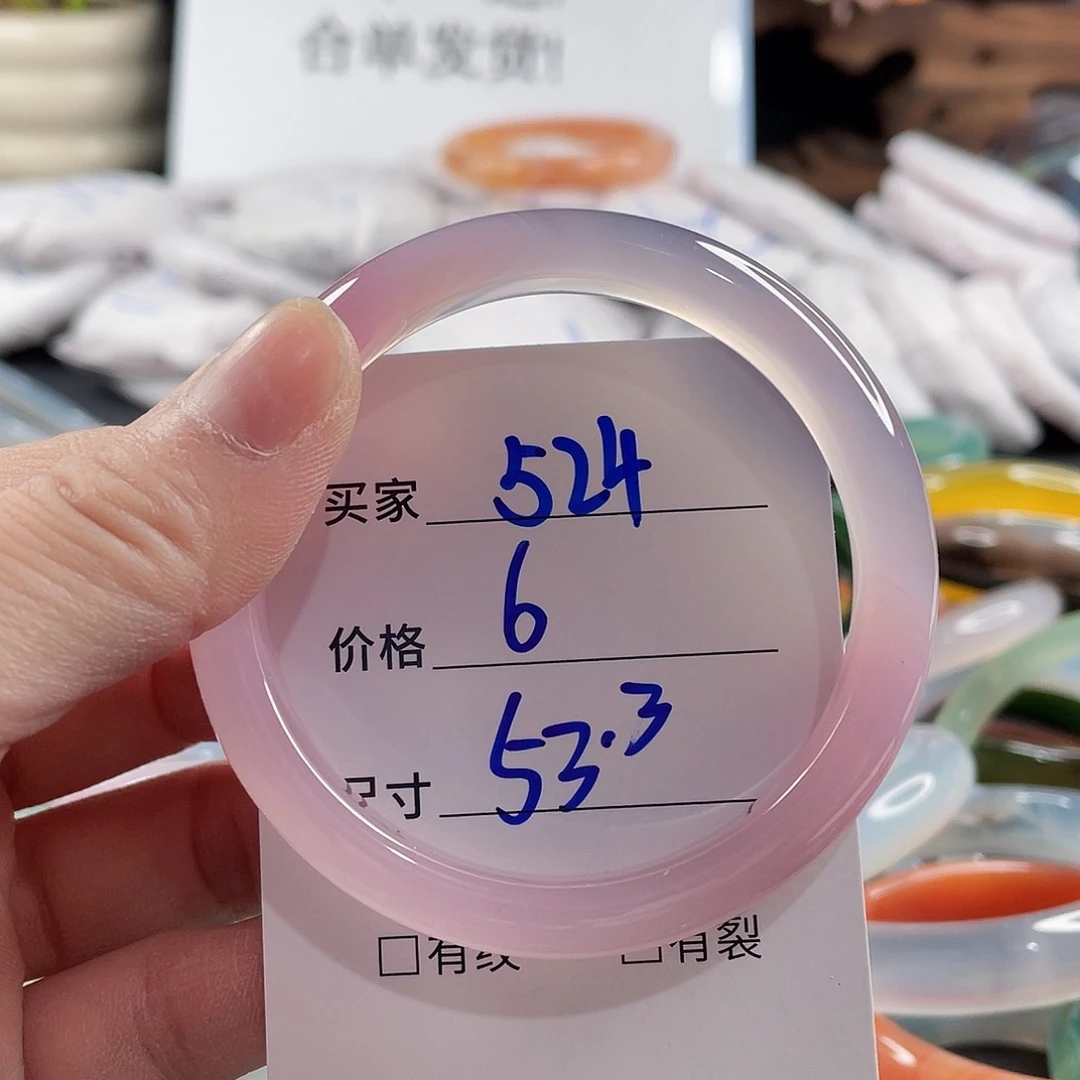 合单发货!
买家 524
价格 6
尺寸 53.3
□有纹 □有裂